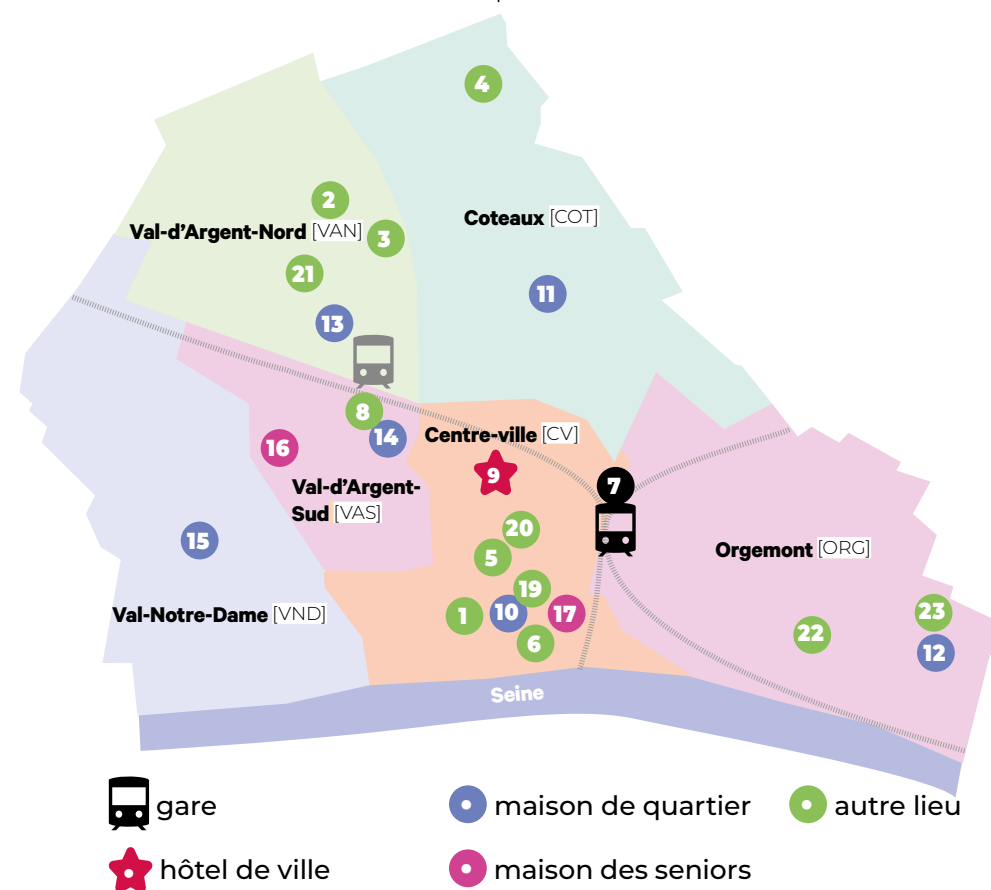 4
2
Val-d'Argent-Nord [VAN]
3
Coteaux [COT]
21
11
13
8
14
Centre-ville [CV]
16
9
7
Val-d'Argent-
Sud [VAS]
20
15
5
Orgemont [ORG]
19
Val-Notre-Dame [VND]
1
10
17
6
22
23
12
Seine
gare
maison de quartier
autre lieu
hôtel de ville
maison des seniors